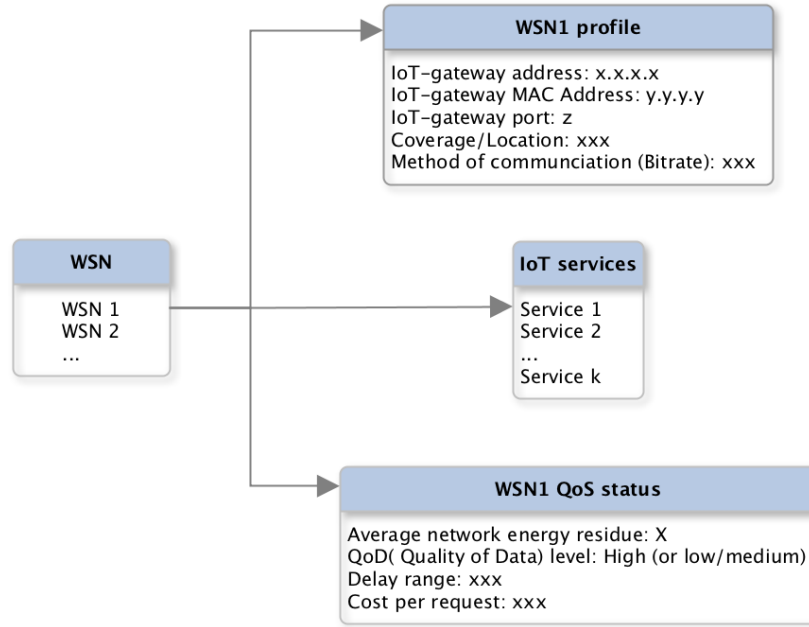 WSN1 profile
IoT-gateway address: x.x.x.x
IoT-gateway MAC Address: y.y.y.y
IoT-gateway port: z
Coverage/Location: xxx
Method of communciation (Bitrate): xxx
WSN
WSN 1
WSN 2
...
IoT services
Service 1
Service 2
...
Service k
WSN1 QoS status
Average network energy residue: X
QoD( Quality of Data) level: High (or low/medium)
Delay range: xxx
Cost per request: xxx